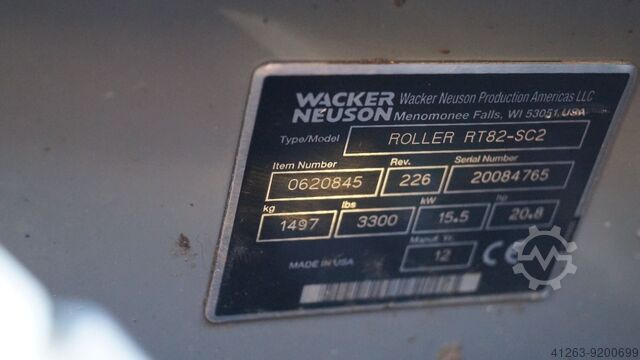 WACKER NEUSON
Wacker Neuson Production Americas LLC
Menomonee Falls, WI 53051, USA
Type/Model ROLLER RT82-SC2
Item Number Rev. Serial Number
0620845 226 20084765
kg lbs kW hp
1497 3300 15.5 20.8
Manuf. Yr.
MADE IN USA 12 CE
41263-9200699